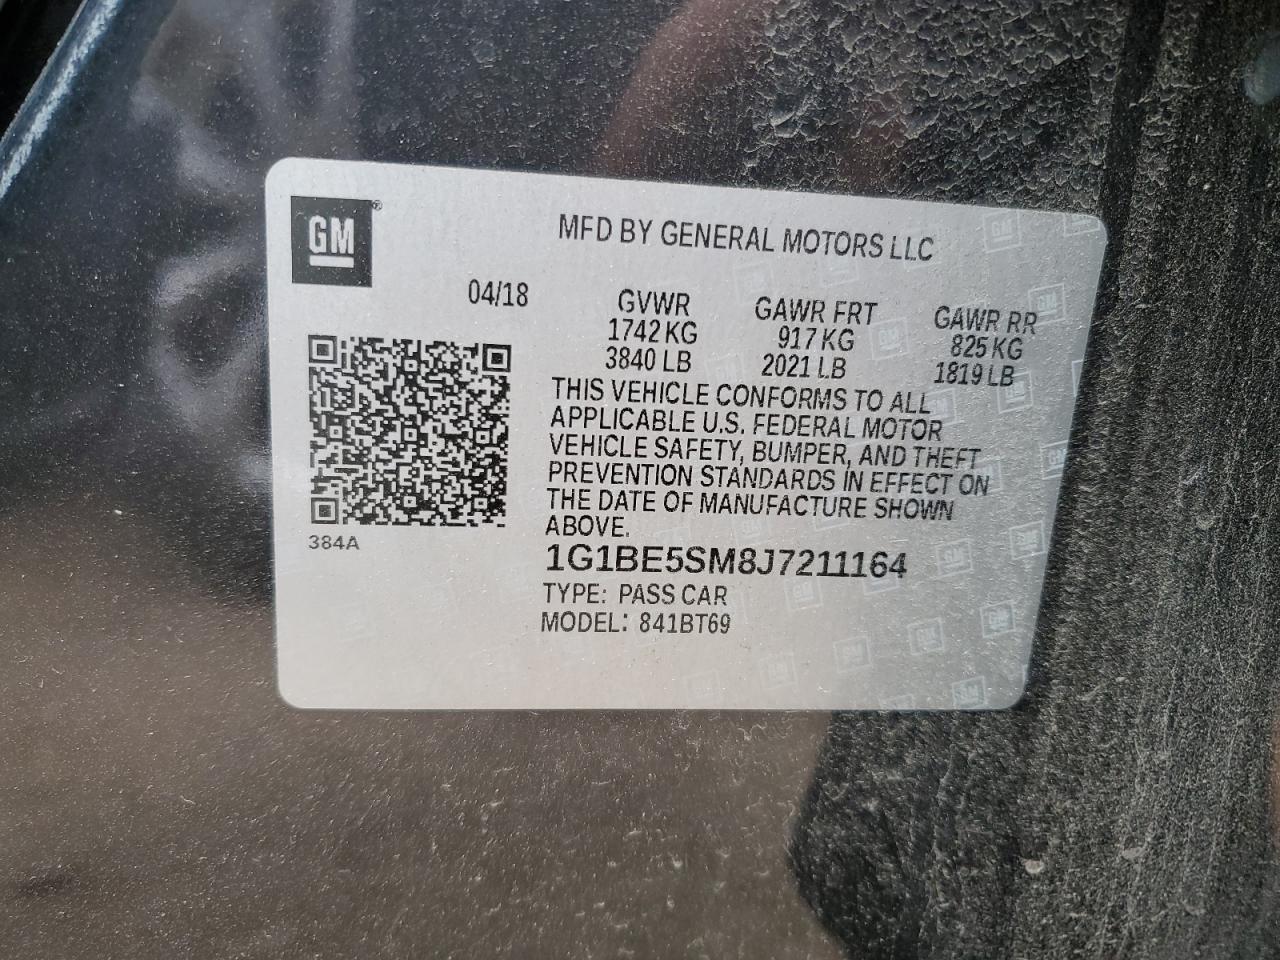 GM®
MFD BY GENERAL MOTORS LLC
04/18
GVWR GAWR FRT GAWR RR
1742 KG 917 KG 825 KG
3840 LB 2021 LB 1819 LB
THIS VEHICLE CONFORMS TO ALL
APPLICABLE U.S. FEDERAL MOTOR
VEHICLE SAFETY, BUMPER, AND THEFT
PREVENTION STANDARDS IN EFFECT ON
THE DATE OF MANUFACTURE SHOWN
ABOVE.
384A
1G1BE5SM8J7211164
TYPE: PASS CAR
MODEL: 841BT69